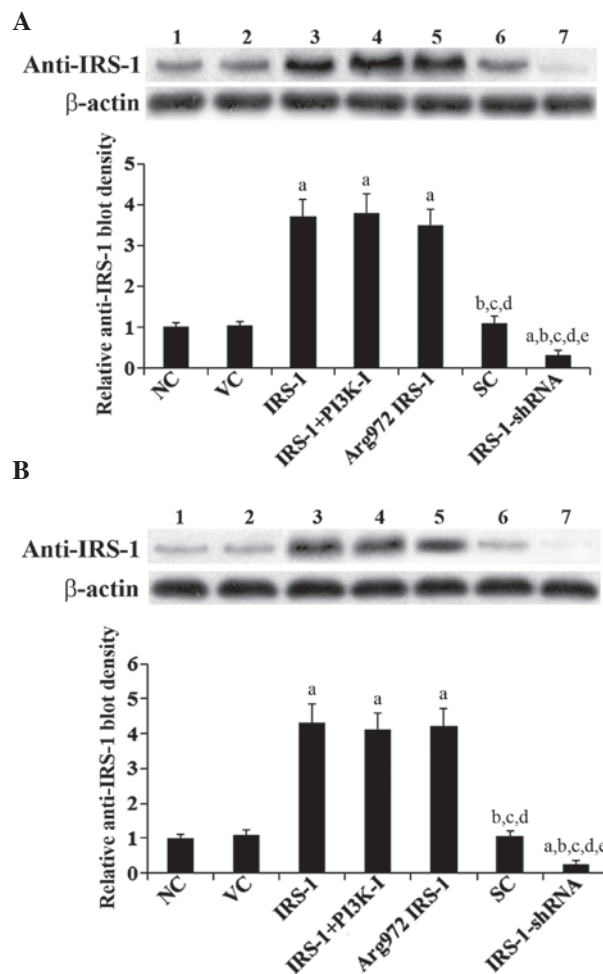 A
1 2 3 4 5 6 7
Anti-IRS-1
β-actin
Relative anti-IRS-1 blot density
5
4
3
2
1
0
a a a b,c,d a,b,c,d,e
NC VC IRS-1 IRS-1+PI3K-I Arg972 IRS-1 SC IRS-1-shRNA
B
1 2 3 4 5 6 7
Anti-IRS-1
β-actin
Relative anti-IRS-1 blot density
6
5
4
3
2
1
0
a a a b,c,d a,b,c,d,e
NC VC IRS-1 IRS-1+PI3K-I Arg972 IRS-1 SC IRS-1-shRNA